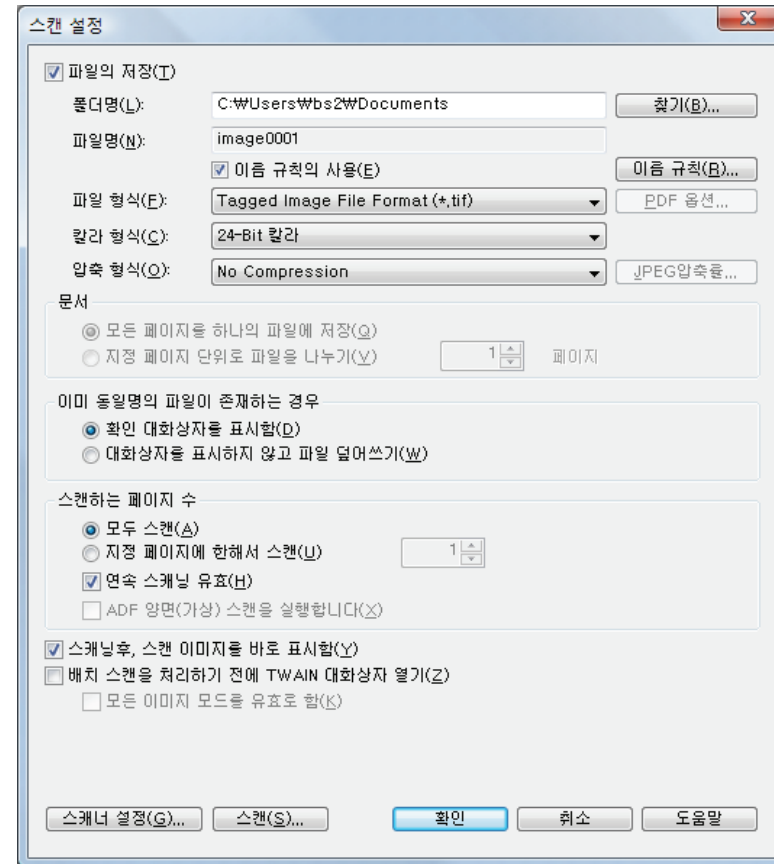 스캔 설정
파일의 저장(T)
폴더명(L): C:₩Users₩bs2₩Documents 찾기(B)...
파일명(N): image0001
이름 규칙의 사용(E) 이름 규칙(R)...
파일 형식(F): Tagged Image File Format (*.tif) PDF 옵션...
칼라 형식(C): 24-Bit 칼라
압축 형식(O): No Compression JPEG압축률...
문서
모든 페이지를 하나의 파일에 저장(Q)
지정 페이지 단위로 파일을 나누기(V) 1 페이지
이미 동일명의 파일이 존재하는 경우
확인 대화상자를 표시함(D)
대화상자를 표시하지 않고 파일 덮어쓰기(W)
스캔하는 페이지 수
모두 스캔(A)
지정 페이지에 한해서 스캔(U) 1
연속 스캐닝 유효(H)
ADF 양면(가상) 스캔을 실행합니다(X)
스캐닝후, 스캔 이미지를 바로 표시함(Y)
배치 스캔을 처리하기 전에 TWAIN 대화상자 열기(Z)
모든 이미지 모드를 유효로 함(K)
스캐너 설정(G)... 스캔(S)... 확인 취소 도움말